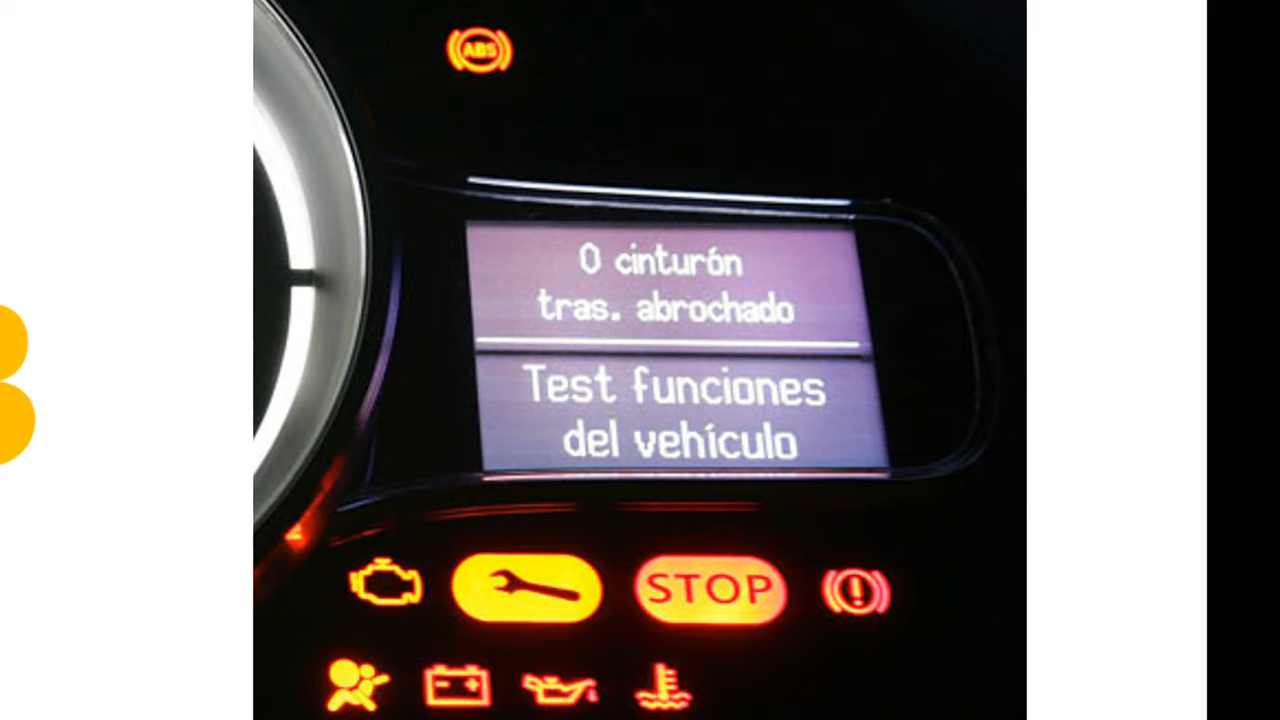 ABS
0 cinturón
tras. abrochado
Test funciones
del vehículo
STOP